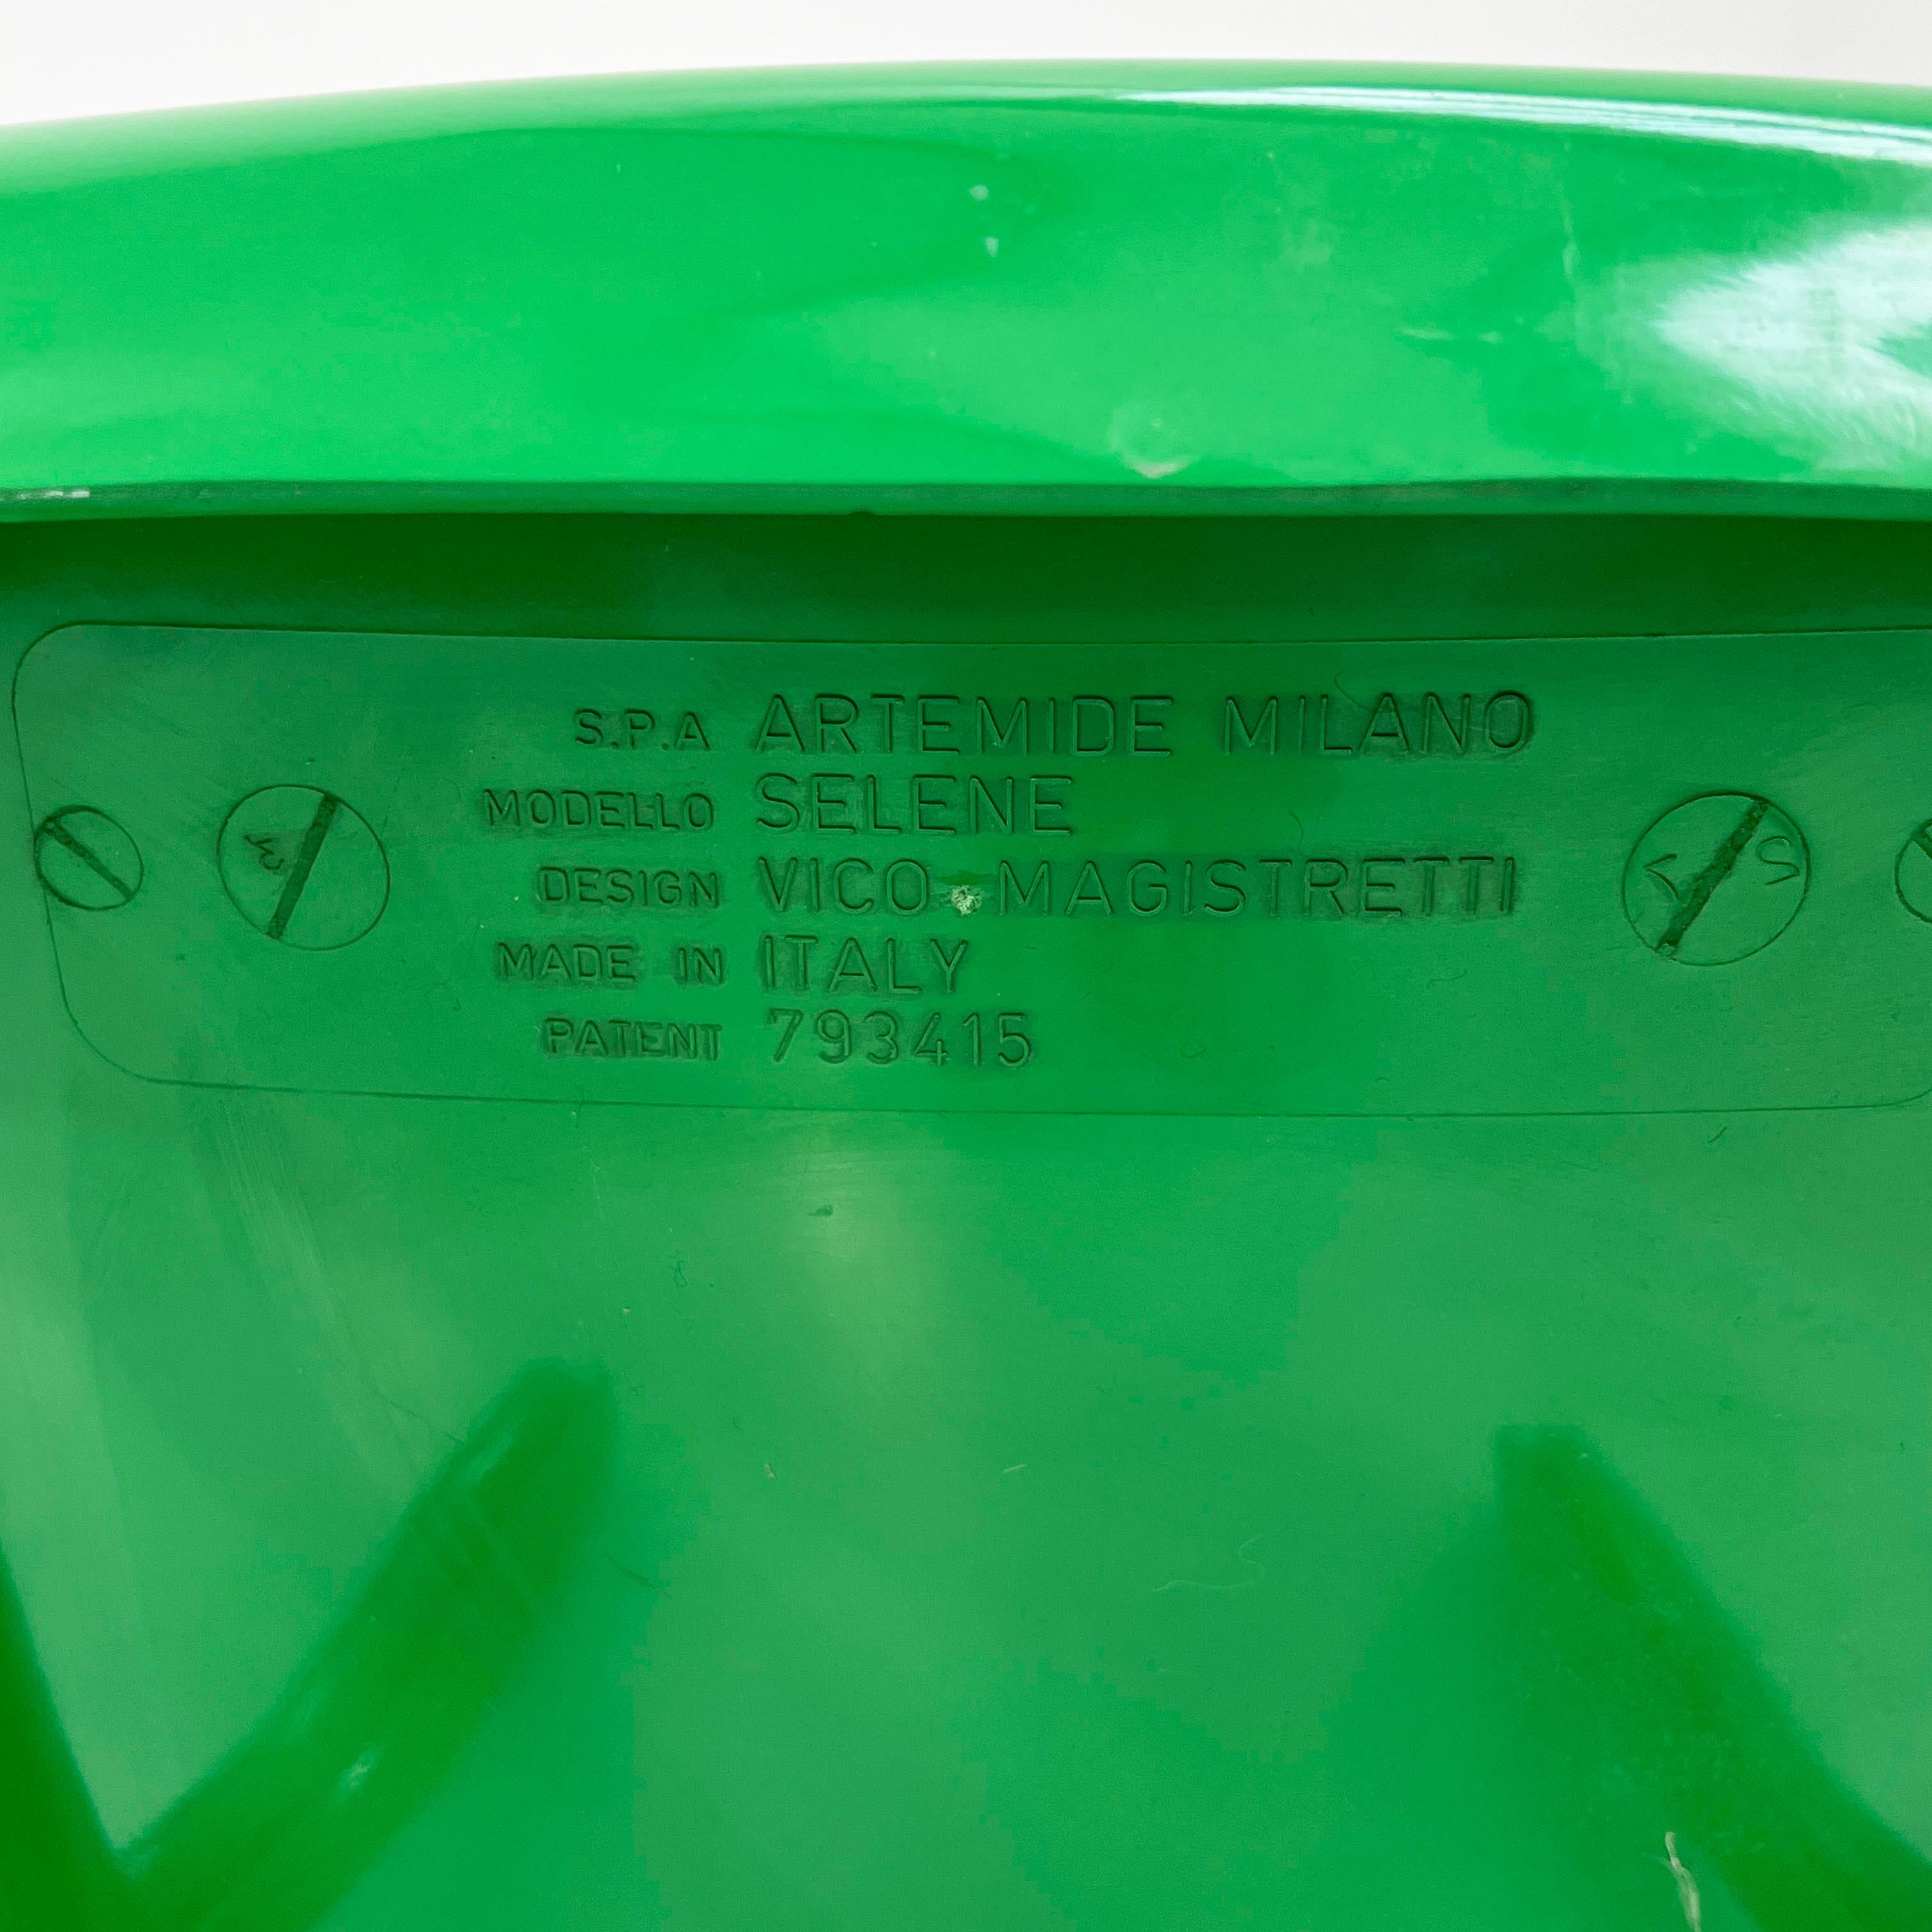 S.P.A ARTEMIDE MILANO
MODELLO SELENE
DESIGN VICO MAGISTRETTI
MADE IN ITALY
PATENT 793415